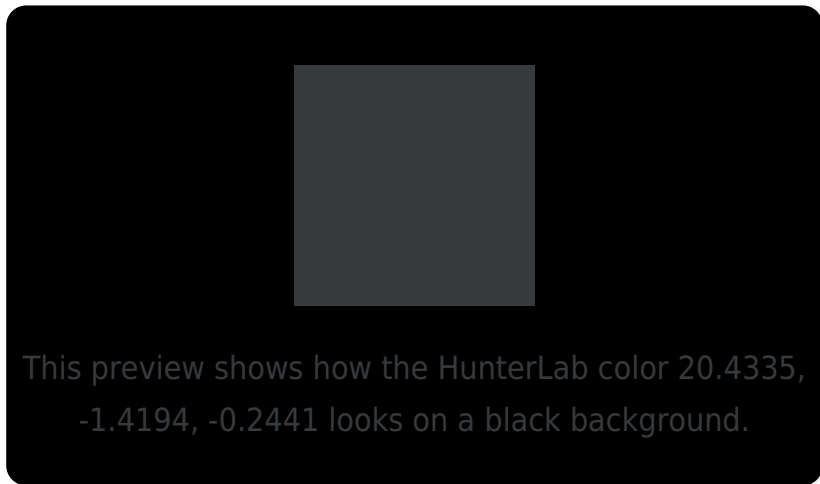 This preview shows how the HunterLab color 20.4335,
-1.4194, -0.2441 looks on a black background.